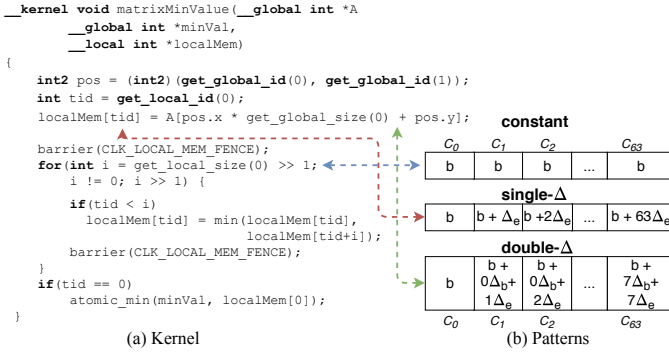 __kernel void matrixMinValue(__global int *A
__global int *minVal,
__local int *localMem)
{
int2 pos = (int2)(get_global_id(0), get_global_id(1));
int tid = get_local_id(0);
localMem[tid] = A[pos.x * get_global_size(0) + pos.y];
barrier(CLK_LOCAL_MEM_FENCE);
for(int i = get_local_size(0) >> 1;
i != 0; i >> 1) {
if(tid < i)
localMem[tid] = min(localMem[tid],
localMem[tid+i]);
barrier(CLK_LOCAL_MEM_FENCE);
}
if(tid == 0)
atomic_min(minVal, localMem[0]);
}
(a) Kernel
constant
C0 C1 C2 C63
b b b ... b
single-Δ
b b + Δe b +2Δe ... b + 63Δe
double-Δ
b + b + b +
b 0Δb+ 0Δb+ ... 7Δb+
1Δe 2Δe 7Δe
C0 C1 C2 C63
(b) Patterns